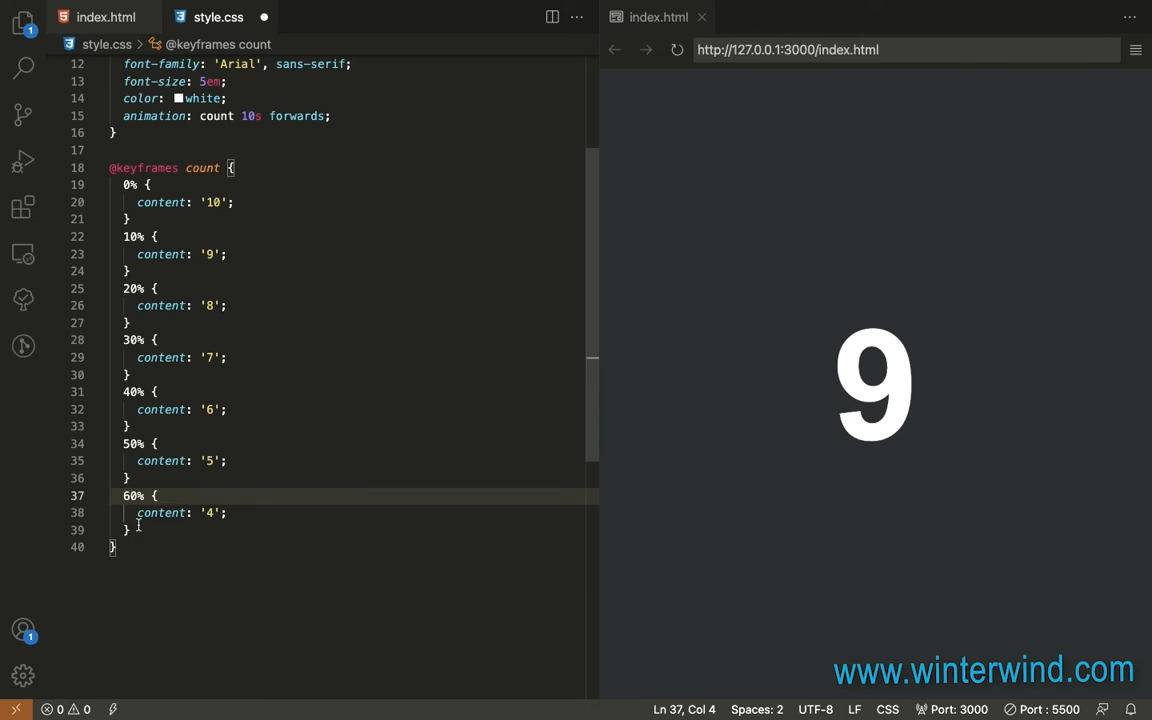 index.html
style.css
index.html
style.css > @keyframes count
http://127.0.0.1:3000/index.html
12 font-family: 'Arial', sans-serif;
13 font-size: 5em;
14 color: white;
15 animation: count 10s forwards;
16 }
17
18 @keyframes count {
19 0% {
20 content: '10';
21 }
22 10% {
23 content: '9';
24 }
25 20% {
26 content: '8';
27 }
28 30% {
29 content: '7';
30 }
31 40% {
32 content: '6';
33 }
34 50% {
35 content: '5';
36 }
37 60% {
38 content: '4';
39 }
40 }
9
1
1
www.winterwind.com
0 0
Ln 37, Col 4 Spaces: 2 UTF-8 LF CSS Port: 3000 Port : 5500